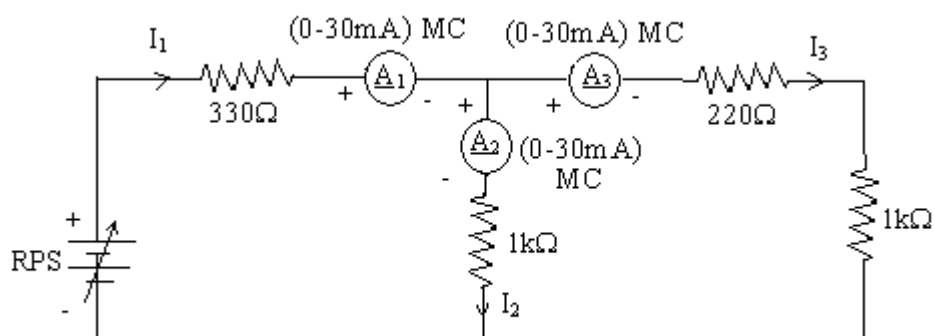 (0-30mA) MC
(0-30mA) MC
I₁
I₃
A₁
A₃
330Ω
+
-
+
-
220Ω
+
A₂
(0-30mA)
MC
-
1kΩ
1kΩ
+
RPS
-
I₂